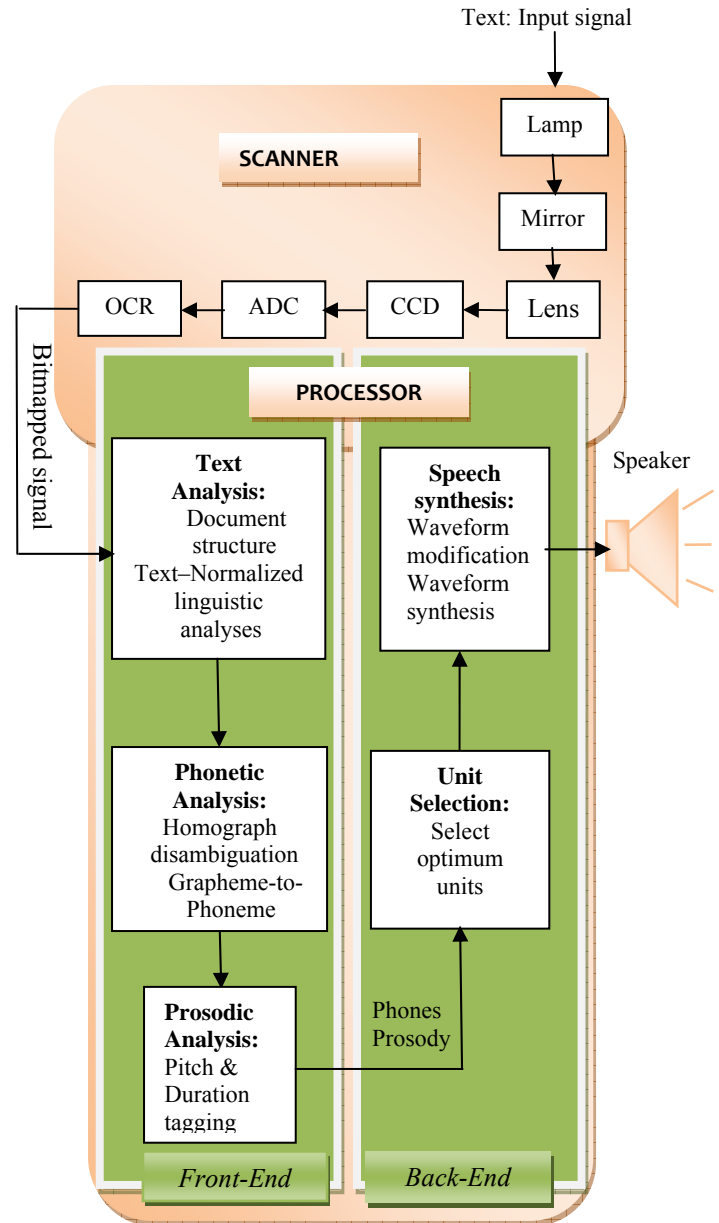 Text: Input signal
Lamp
SCANNER
Mirror
OCR
ADC
CCD
Lens
Bitmapped signal
PROCESSOR
Text
Analysis:
Document
structure
Text–Normalized
linguistic
analyses
Phonetic
Analysis:
Homograph
disambiguation
Grapheme-to-
Phoneme
Prosodic
Analysis:
Pitch &
Duration
tagging
Front-End
Speech
synthesis:
Waveform
modification
Waveform
synthesis
Speaker
Unit
Selection:
Select
optimum
units
Phones
Prosody
Back-End